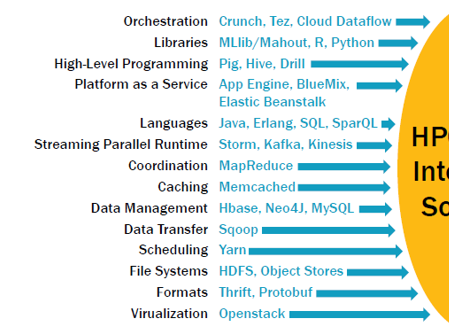 Orchestration Crunch, Tez, Cloud Dataflow
Libraries MLlib/Mahout, R, Python
High-Level Programming Pig, Hive, Drill
Platform as a Service App Engine, BlueMix,
Elastic Beanstalk
Languages Java, Erlang, SQL, SparQL
Streaming Parallel Runtime Storm, Kafka, Kinesis
Coordination MapReduce
Caching Memcached
Data Management Hbase, Neo4J, MySQL
Data Transfer Sqoop
Scheduling Yarn
File Systems HDFS, Object Stores
Formats Thrift, Protobuf
Virualization Openstack